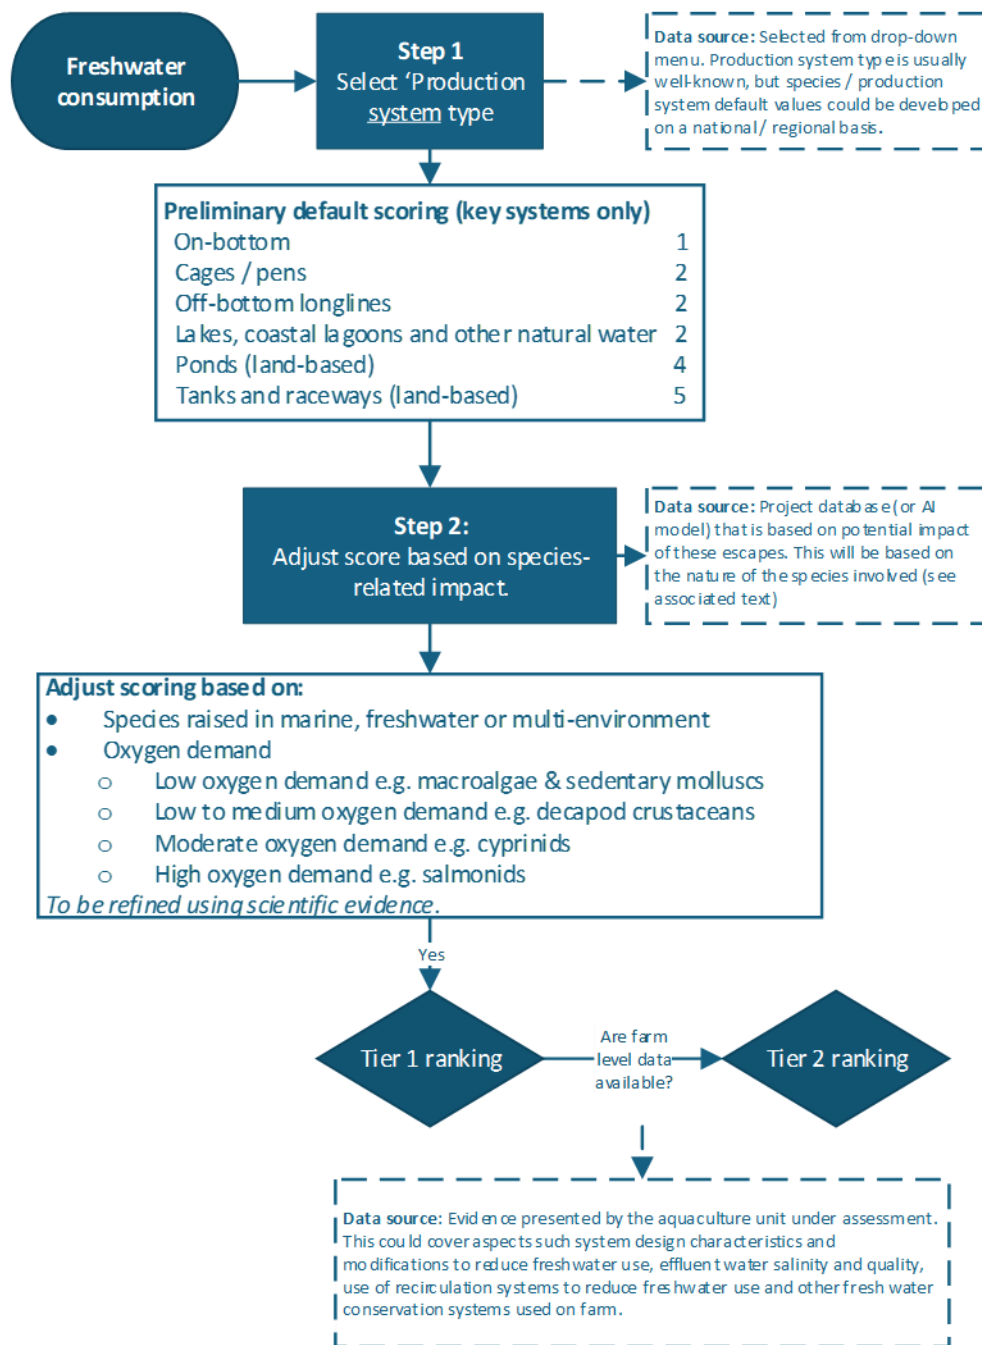 Freshwater
consumption
Step 1
Select ‘Production
system type
Data source: Selected from drop-down
menu. Production system type is usually
well-known, but species / production
system default values could be developed
on a national/ regional basis.
Preliminary default scoring (key systems only)
On-bottom 1
Cages / pens 2
Off-bottom longlines 2
Lakes, coastal lagoons and other natural water 2
Ponds (land-based) 4
Tanks and raceways (land-based) 5
Step 2:
Adjust score based on species-
related impact.
Data source: Project database (or AI
model) that is based on potential impact
of these escapes. This will be based on
the nature of the species involved (see
associated text)
Adjust scoring based on:
• Species raised in marine, freshwater or multi-environment
• Oxygen demand
o Low oxygen demand e.g. macroalgae & sedentary molluscs
o Low to medium oxygen demand e.g. decapod crustaceans
o Moderate oxygen demand e.g. cyprinids
o High oxygen demand e.g. salmonids
To be refined using scientific evidence.
Yes
Tier 1 ranking
Are farm
level data
available?
Tier 2 ranking
Data source: Evidence presented by the aquaculture unit under assessment.
This could cover aspects such system design characteristics and
modifications to reduce freshwater use, effluent water salinity and quality,
use of recirculation systems to reduce freshwater use and other fresh water
conservation systems used on farm.